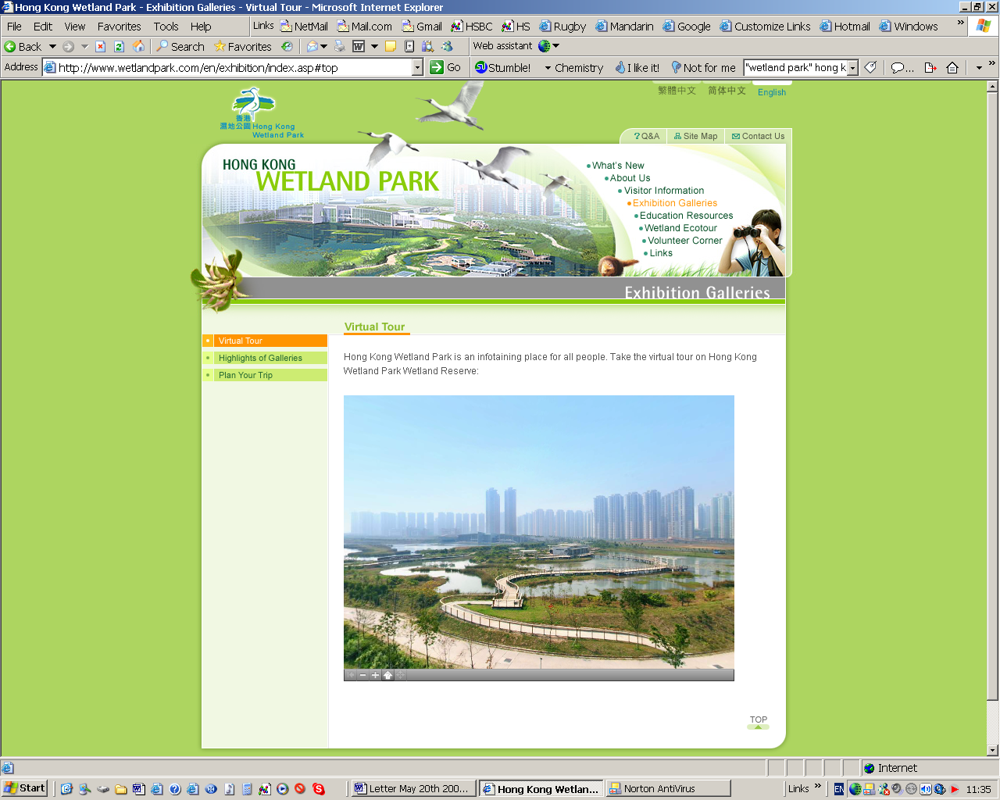 Hong Kong Wetland Park - Exhibition Galleries - Virtual Tour - Microsoft Internet Explorer
File Edit View Favorites Tools Help Links NetMail Mail.com Gmail HSBC HS Rugby Mandarin Google Customize Links Hotmail Windows »
Back Search Favorites Web assistant
Address http://www.wetlandpark.com/en/exhibition/index.asp#top Go Stumble! Chemistry I like it! Not for me "wetland park" hong k »
繁體中文 简体中文 English
香港
濕地公園 Hong Kong
Wetland Park
Q&A Site Map Contact Us
HONG KONG
WETLAND PARK
What's New
About Us
Visitor Information
Exhibition Galleries
Education Resources
Wetland Ecotour
Volunteer Corner
Links
Exhibition Galleries
Virtual Tour
Virtual Tour
Highlights of Galleries
Plan Your Trip
Hong Kong Wetland Park is an infotaining place for all people. Take the virtual tour on Hong Kong
Wetland Park Wetland Reserve:
TOP
Internet
Start Letter May 20th 200... Hong Kong Wetlan... Norton AntiVirus Links » EN 11:35